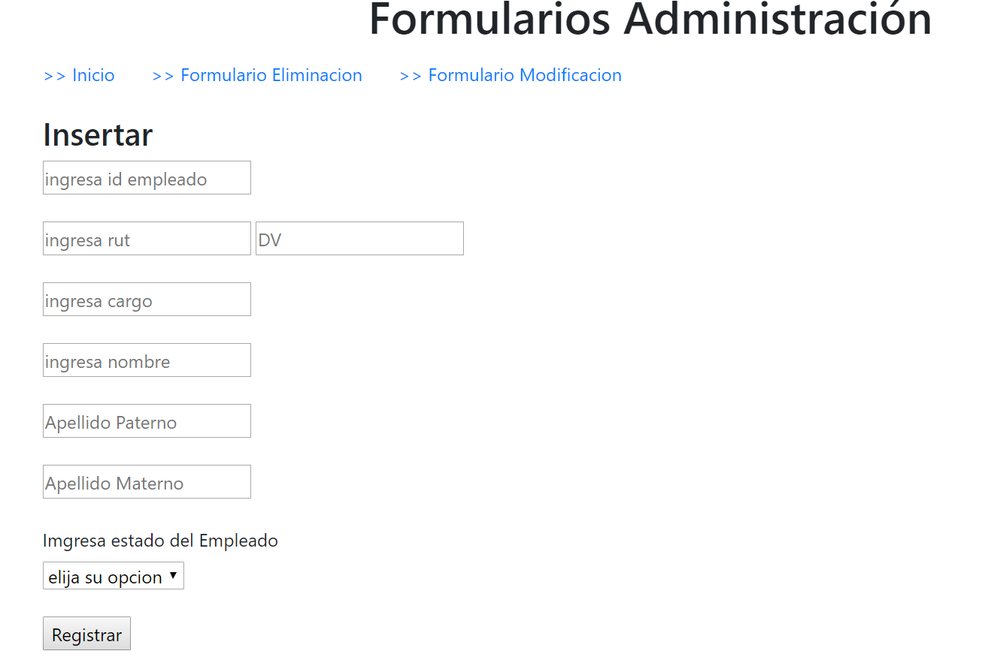 Formularios Administración
>> Inicio >> Formulario Eliminacion >> Formulario Modificacion
Insertar
ingresa id empleado
ingresa rut DV
ingresa cargo
ingresa nombre
Apellido Paterno
Apellido Materno
Imgresa estado del Empleado
elija su opcion
Registrar